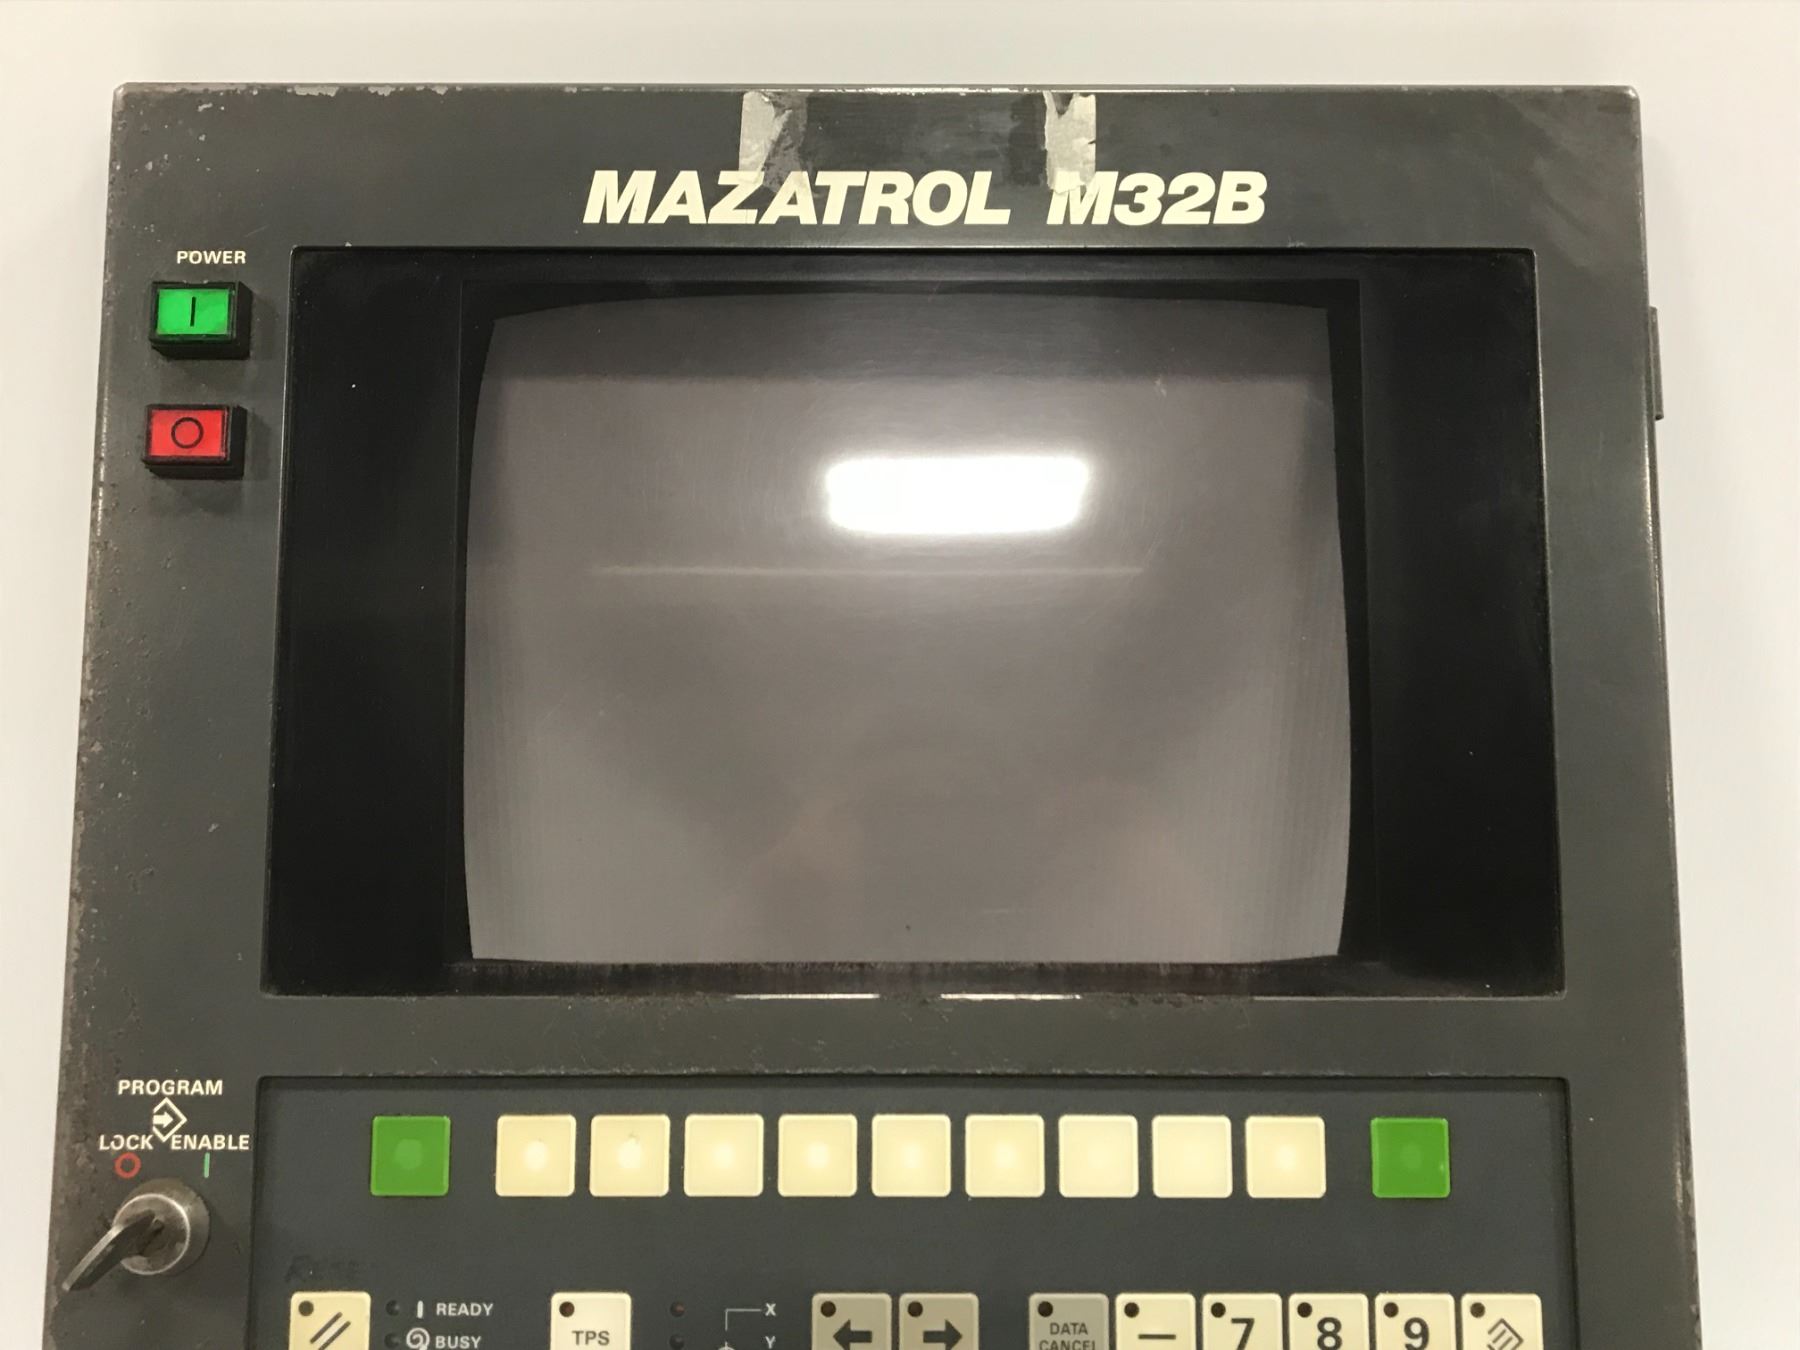 MAZATROL M32B
POWER
PROGRAM
LOCK ENABLE
READY
BUSY
TPS
X
Y
DATA
CANCEL
7
8
9